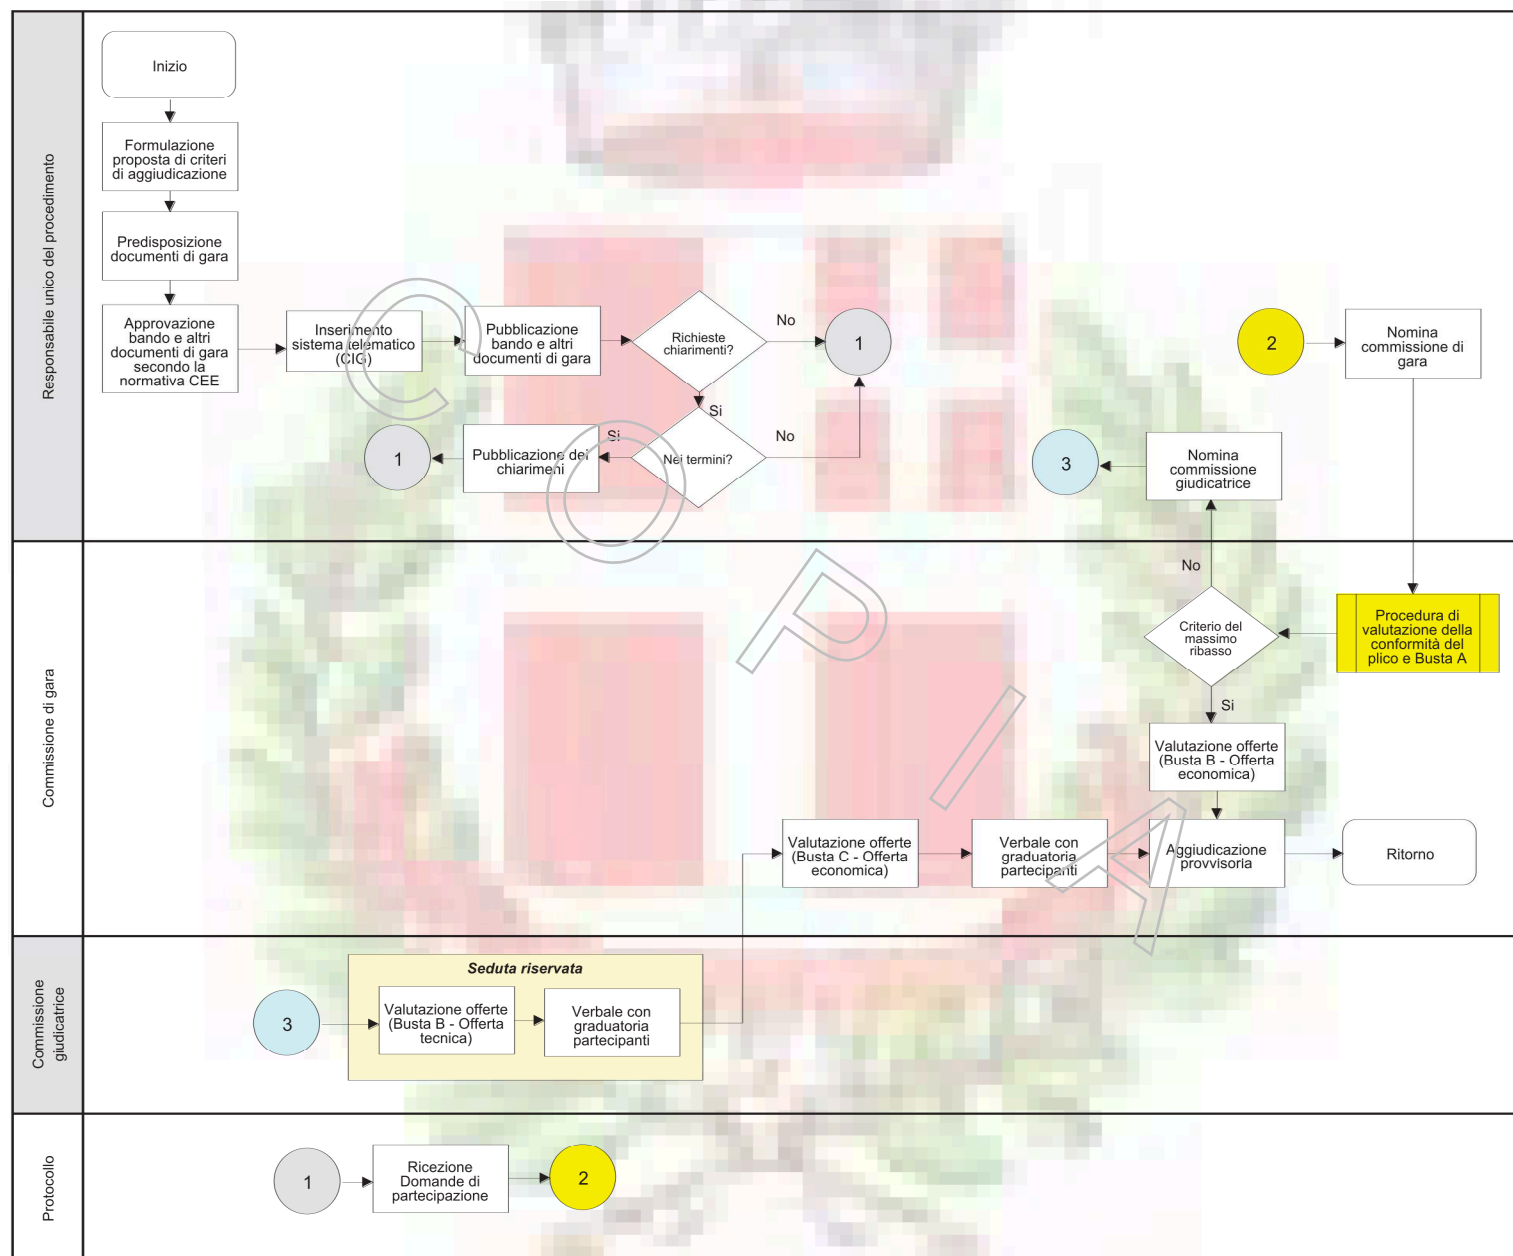 Responsabile unico del procedimento
Inizio
Formulazione
proposta di criteri
di aggiudicazione
Predisposizione
documenti di gara
Approvazione
bando e altri
documenti di gara
secondo la
normativa CEE
Inserimento
sistema telematico
(CIG)
Pubblicazione
bando e altri
documenti di gara
Richieste
chiarimenti?
No
1
Si
Nei termini?
No
Si
Pubblicazione dei
chiarimeni
1
2
Nomina
commissione di
gara
Nomina
commissione
giudicatrice
3
Commissione di gara
No
Criterio del
massimo
ribasso
Procedura di
valutazione della
conformità del
plico e Busta A
Si
Valutazione offerte
(Busta B - Offerta
economica)
Valutazione offerte
(Busta C - Offerta
economica)
Verbale con
graduatoria
partecipanti
Aggiudicazione
provvisoria
Ritorno
Commissione
giudicatrice
Seduta riservata
3
Valutazione offerte
(Busta B - Offerta
tecnica)
Verbale con
graduatoria
partecipanti
Protocollo
1
Ricezione
Domande di
partecipazione
2
COPIA